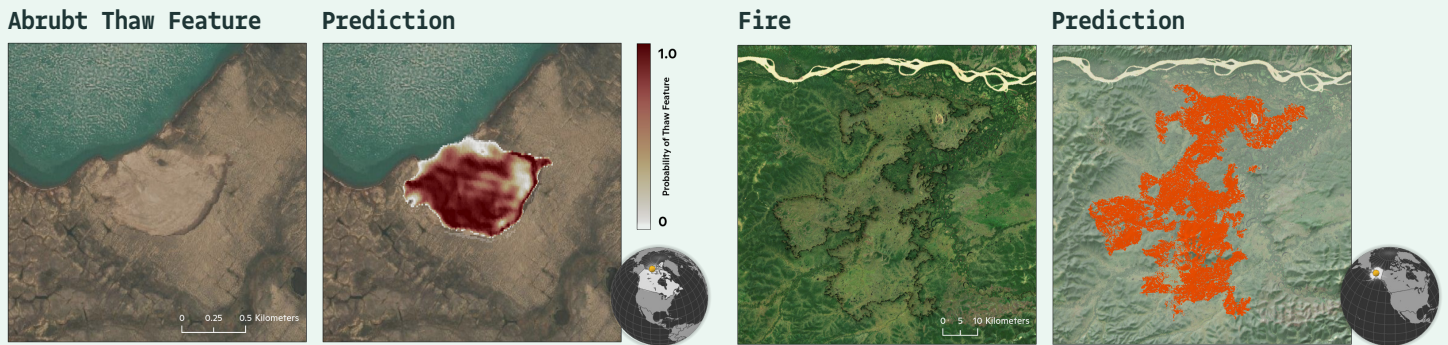 Abrubt Thaw Feature
Prediction
1.0
Probability of Thaw Feature
0
0 0.25 0.5 Kilometers
Fire
Prediction
0 5 10 Kilometers